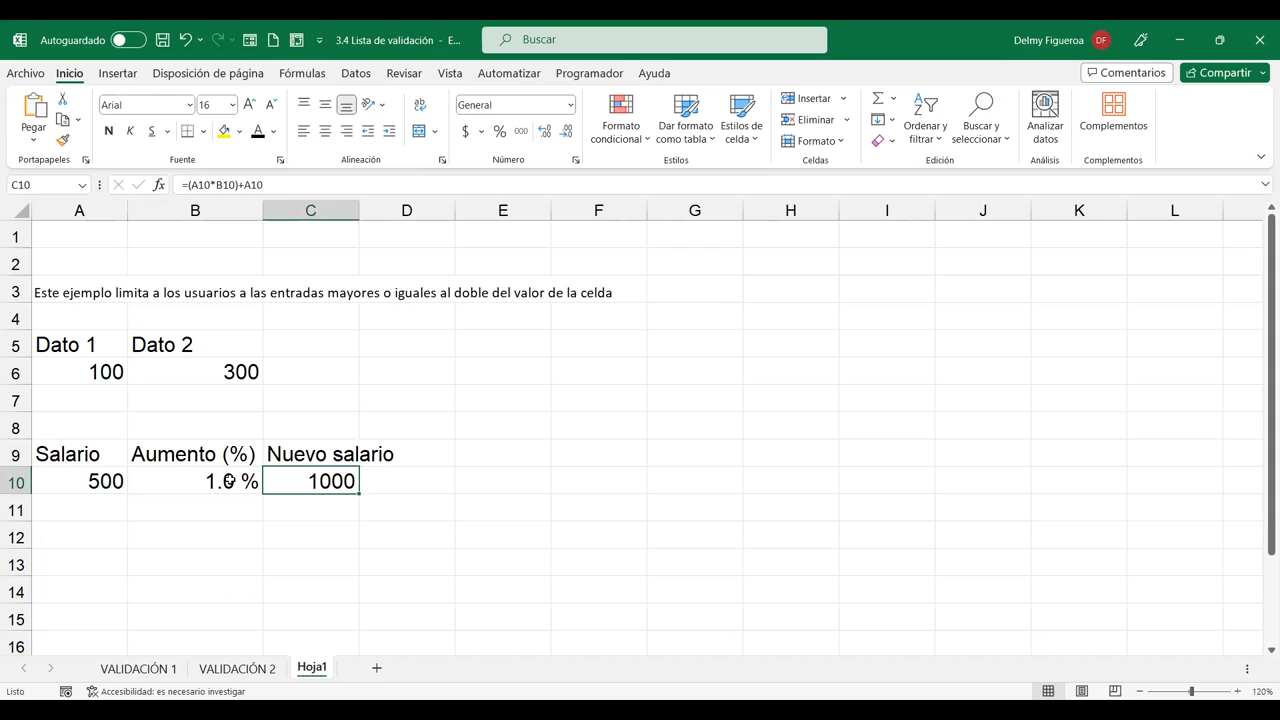 Autoguardado
3.4 Lista de validación - E...
Buscar
Delmy Figueroa
DF
Archivo Inicio Insertar Disposición de página Fórmulas Datos Revisar Vista Automatizar Programador Ayuda
Comentarios
Compartir
Pegar
Portapapeles
Arial
16
N K S
Fuente
Alineación
General
$ % 000
Número
Formato condicional
Dar formato como tabla
Estilos de celda
Estilos
Insertar
Eliminar
Formato
Celdas
Ordenar y filtrar
Buscar y seleccionar
Edición
Analizar datos
Análisis
Complementos
Complementos
C10
fx
=(A10*B10)+A10
A B C D E F G H I J K L
1
2
3 Este ejemplo limita a los usuarios a las entradas mayores o iguales al doble del valor de la celda
4
5 Dato 1 Dato 2
6 100 300
7
8
9 Salario Aumento (%) Nuevo salario
10 500 1.0 % 1000
11
12
13
14
15
16
VALIDACIÓN 1 VALIDACIÓN 2 Hoja1
Listo
Accesibilidad: es necesario investigar
120%